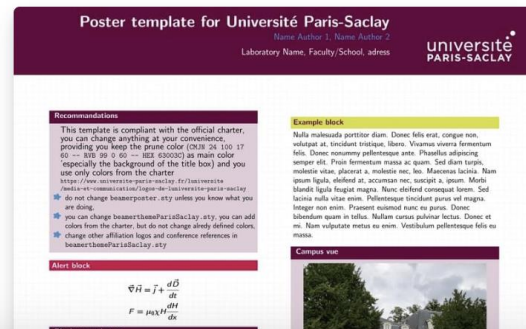 Poster template for Université Paris-Saclay
Name Author 1, Name Author 2
Laboratory Name, Faculty/School, adress
université
PARIS-SACLAY
Recommandations
This template is compliant with the official charter,
you can change anything at your convenience,
providing you keep the prune color (CMJB 24 100 17
60 -- RVB 99 0 60 -- HEX 63003C) as main color
(especially the background of the title box) and you
use only colors from the charter
https://www.universite-paris-saclay.fr/luniversite
/media-et-communication/logos-de-luniversite-paris-saclay
do not change beamerposter.sty unless you know what you
are doing,
you can change beamerthemeParisSaclay.sty, you can add
colors from the charter, but do not change alredy defined colors,
change other affiliation logos and conference references in
beamerthemeParisSaclay.sty
Alert block
∇⃗H⃗ = j⃗ + dD⃗/dt
F = μ₀χH dH/dx
Example block
Nulla malesuada porttitor diam. Donec felis erat, congue non,
volutpat at, tincidunt tristique, libero. Vivamus viverra fermentum
felis. Donec nonummy pellentesque ante. Phasellus adipiscing
semper elit. Proin fermentum massa ac quam. Sed diam turpis,
molestie vitae, placerat a, molestie nec, leo. Maecenas lacinia. Nam
ipsum ligula, eleifend at, accumsan nec, suscipit a, ipsum. Morbi
blandit ligula feugiat magna. Nunc eleifend consequat lorem. Sed
lacinia nulla vitae enim. Pellentesque tincidunt purus vel magna.
Integer non enim. Praesent euismod nunc eu purus. Donec
bibendum quam in tellus. Nullam cursus pulvinar lectus. Donec et
mi. Nam vulputate metus eu enim. Vestibulum pellentesque felis eu
massa.
Campus vue